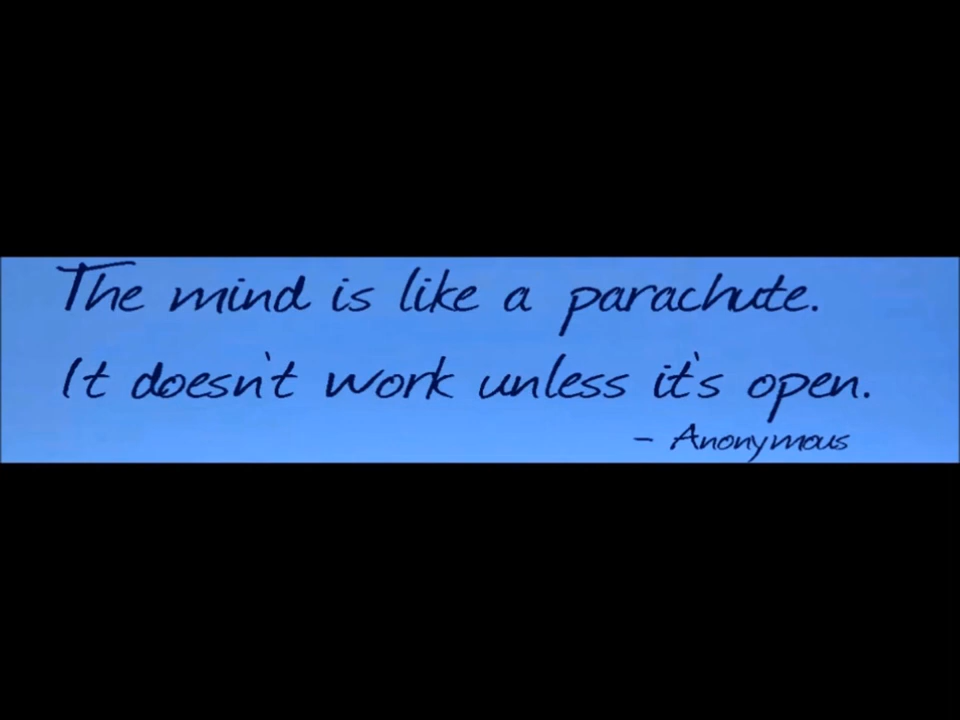 The mind is like a parachute.
It doesn't work unless it's open.
- Anonymous